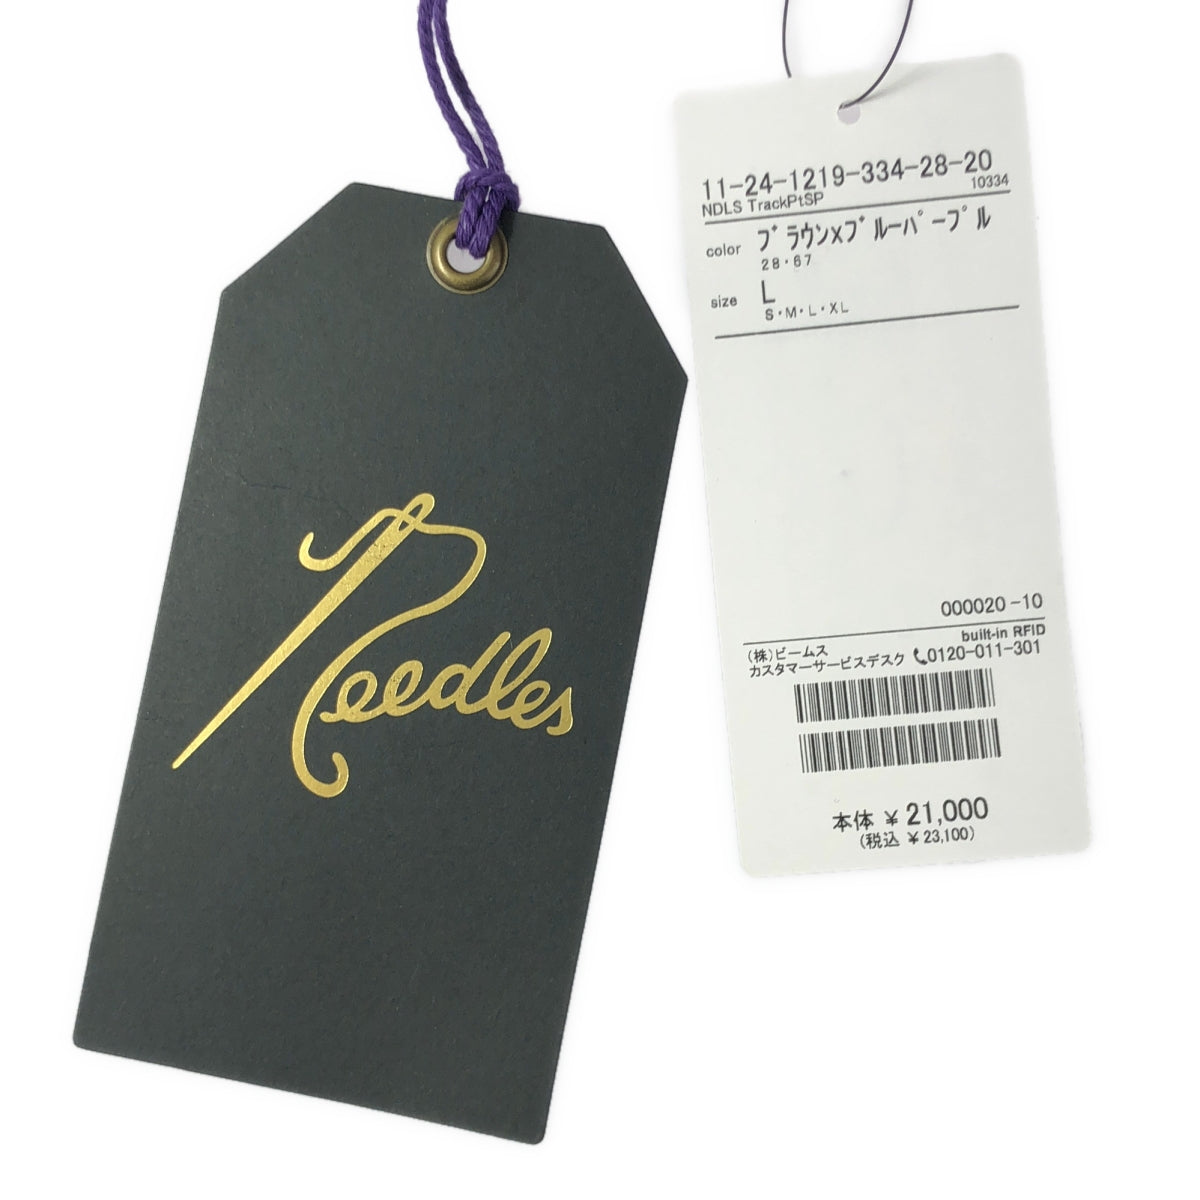 Needles
11-24-1219-334-28-20
NDLS TrackPtSP 10334
color ブラウン×ブルーパープル
28・67
size L
S・M・L・XL
000020-10
built-in RFID
(株)ビームス
カスタマーサービスデスク 0120-011-301
本体 ¥21,000
(税込 ¥23,100)